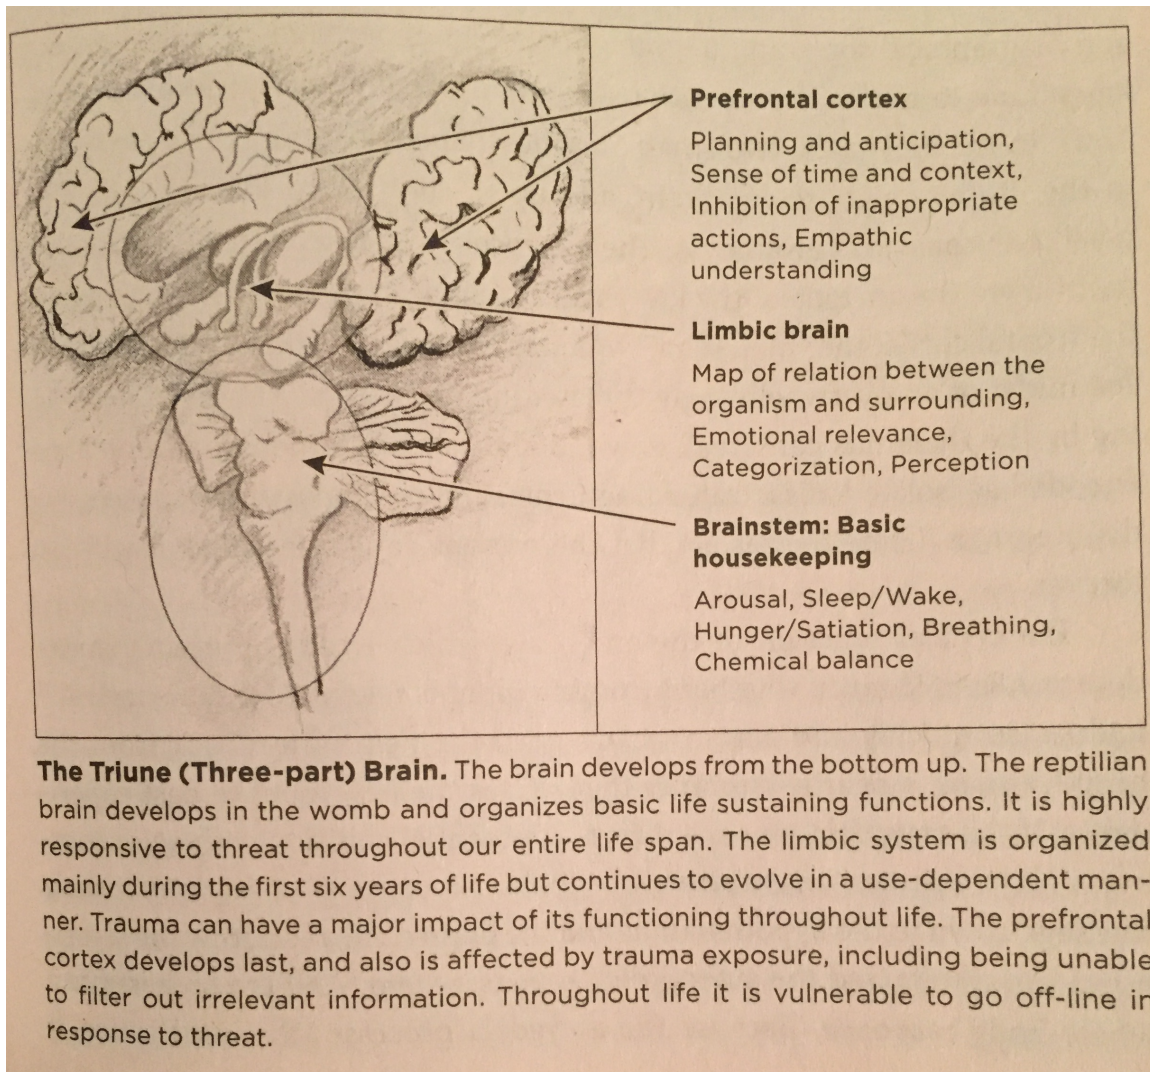 Prefrontal cortex
Planning and anticipation,
Sense of time and context,
Inhibition of inappropriate
actions, Empathic
understanding
Limbic brain
Map of relation between the
organism and surrounding,
Emotional relevance,
Categorization, Perception
Brainstem: Basic
housekeeping
Arousal, Sleep/Wake,
Hunger/Satiation, Breathing,
Chemical balance
The Triune (Three-part) Brain. The brain develops from the bottom up. The reptilian
brain develops in the womb and organizes basic life sustaining functions. It is highly
responsive to threat throughout our entire life span. The limbic system is organized
mainly during the first six years of life but continues to evolve in a use-dependent man-
ner. Trauma can have a major impact of its functioning throughout life. The prefrontal
cortex develops last, and also is affected by trauma exposure, including being unable
to filter out irrelevant information. Throughout life it is vulnerable to go off-line in
response to threat.